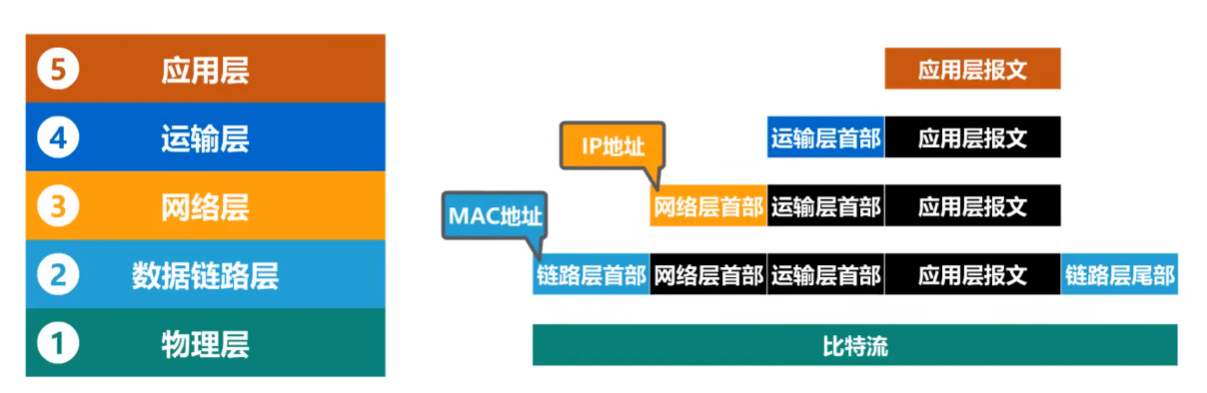 5 应用层
应用层报文
4 运输层
运输层首部 应用层报文
IP地址
3 网络层
网络层首部 运输层首部 应用层报文
MAC地址
2 数据链路层
链路层首部 网络层首部 运输层首部 应用层报文 链路层尾部
1 物理层
比特流